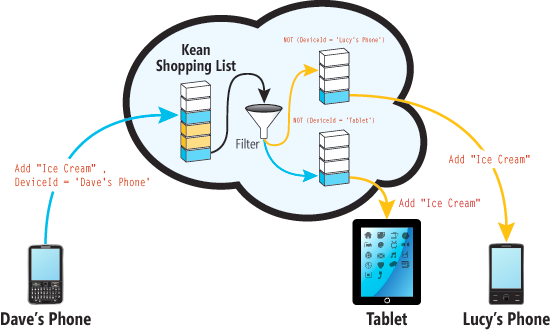 Kean
Shopping List
NOT (DeviceId = 'Lucy's Phone')
NOT (DeviceId = 'Tablet')
Filter
Add "Ice Cream" ,
DeviceId = 'Dave's Phone'
Add "Ice Cream"
Add "Ice Cream"
Dave's Phone
Tablet
Lucy's Phone